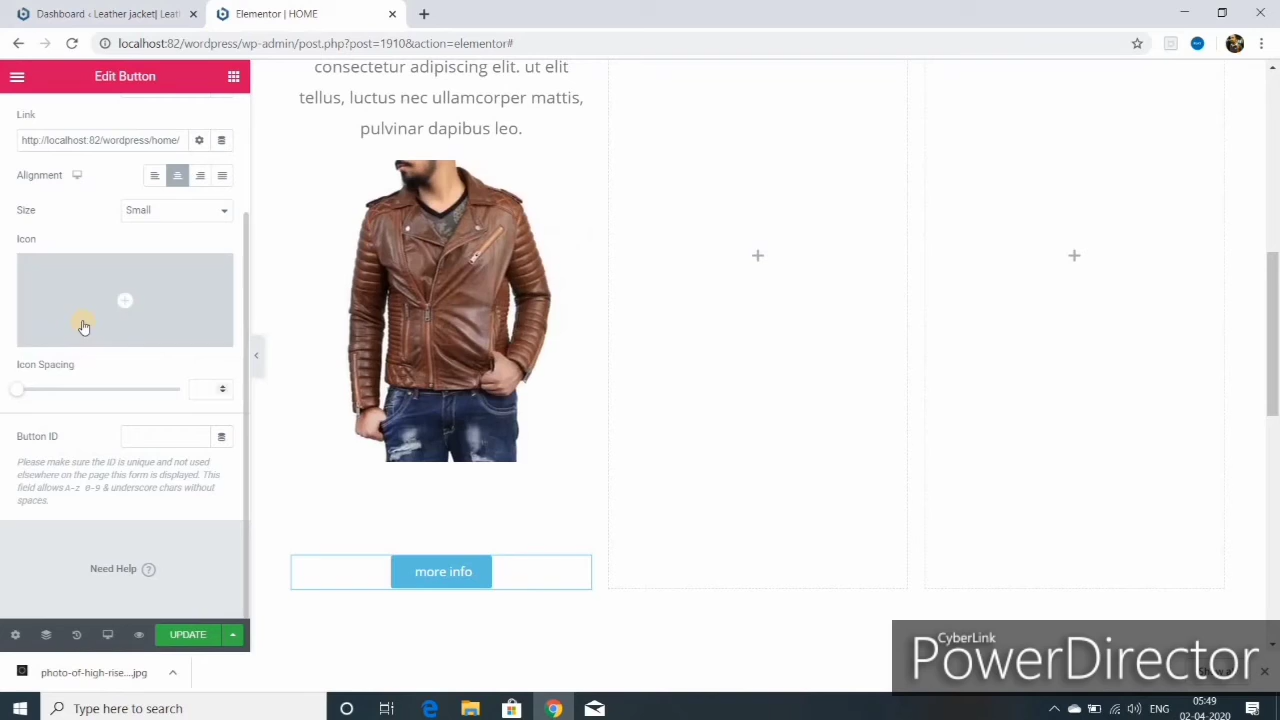 Dashboard ‹ Leather jacket| Leath
Elementor | HOME
localhost:82/wordpress/wp-admin/post.php?post=1910&action=elementor#
Edit Button
Link
http://localhost:82/wordpress/home/
Alignment
Size
Small
Icon
Icon Spacing
Button ID
Please make sure the ID is unique and not used
elsewhere on the page this form is displayed. This
field allows A-z 0-9 & underscore chars without
spaces.
Need Help ?
UPDATE
consectetur adipiscing elit. ut elit
tellus, luctus nec ullamcorper mattis,
pulvinar dapibus leo.
more info
CyberLink
PowerDirector
photo-of-high-rise....jpg
Type here to search
ENG
05:49
02-04-2020